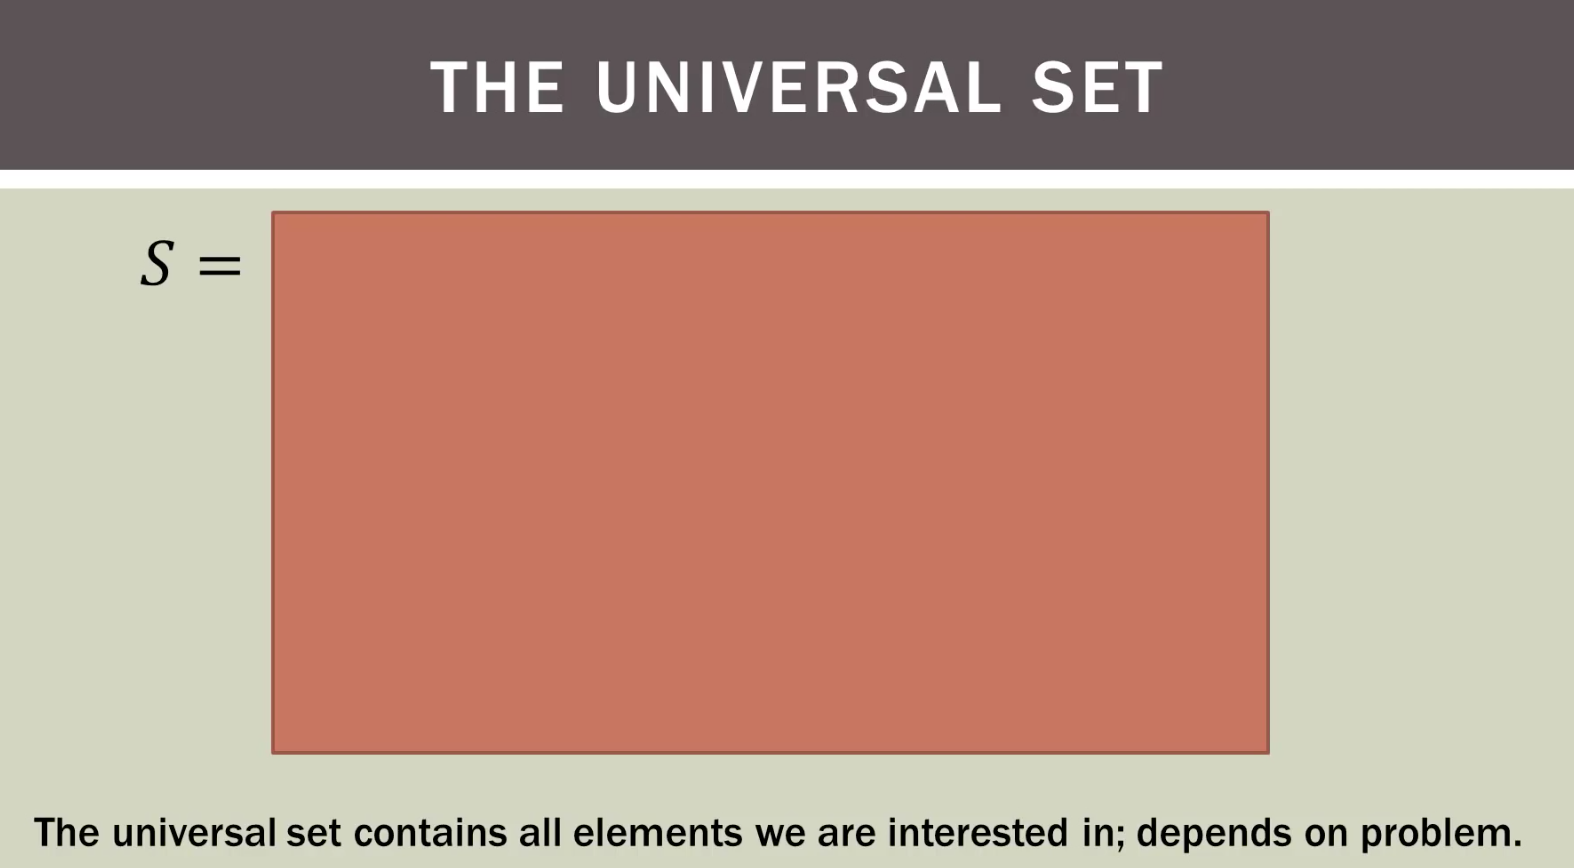 THE UNIVERSAL SET
S =
The universal set contains all elements we are interested in; depends on problem.